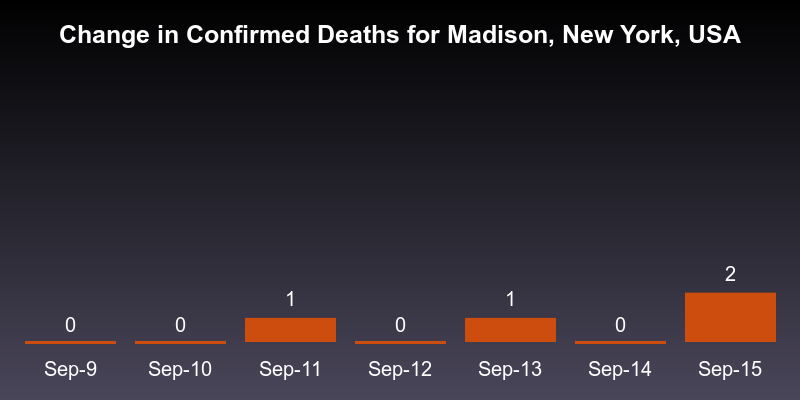 Change in Confirmed Deaths for Madison, New York, USA
0 0 1 0 1 0 2
Sep-9 Sep-10 Sep-11 Sep-12 Sep-13 Sep-14 Sep-15